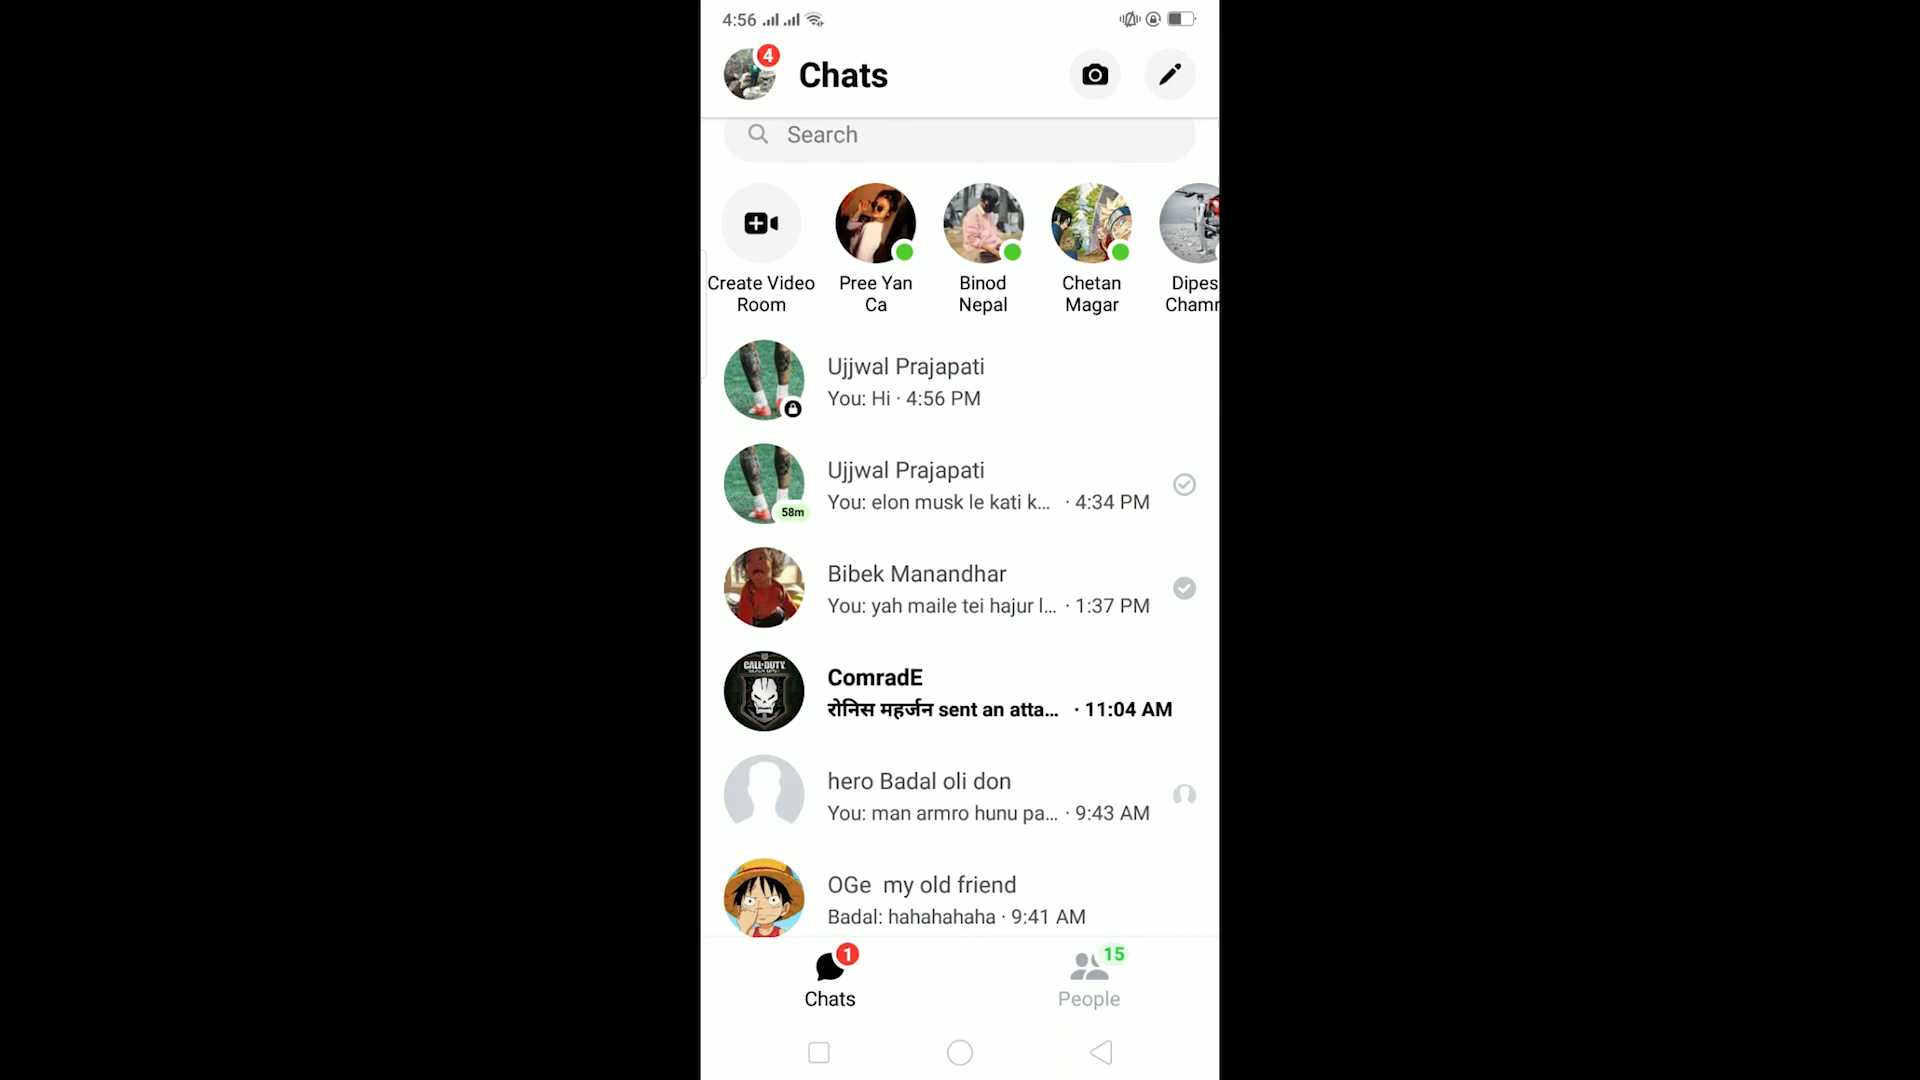 4:56
4
Chats
Search
Create Video
Room
Pree Yan
Ca
Binod
Nepal
Chetan
Magar
Dipes
Cham
Ujjwal Prajapati
You: Hi · 4:56 PM
Ujjwal Prajapati
You: elon musk le kati k... · 4:34 PM
58m
Bibek Manandhar
You: yah maile tei hajur l... · 1:37 PM
CALL·DUTY
ComradE
रोनिस महर्जन sent an atta... · 11:04 AM
hero Badal oli don
You: man armro hunu pa... · 9:43 AM
OGe my old friend
Badal: hahahahaha · 9:41 AM
1
Chats
15
People